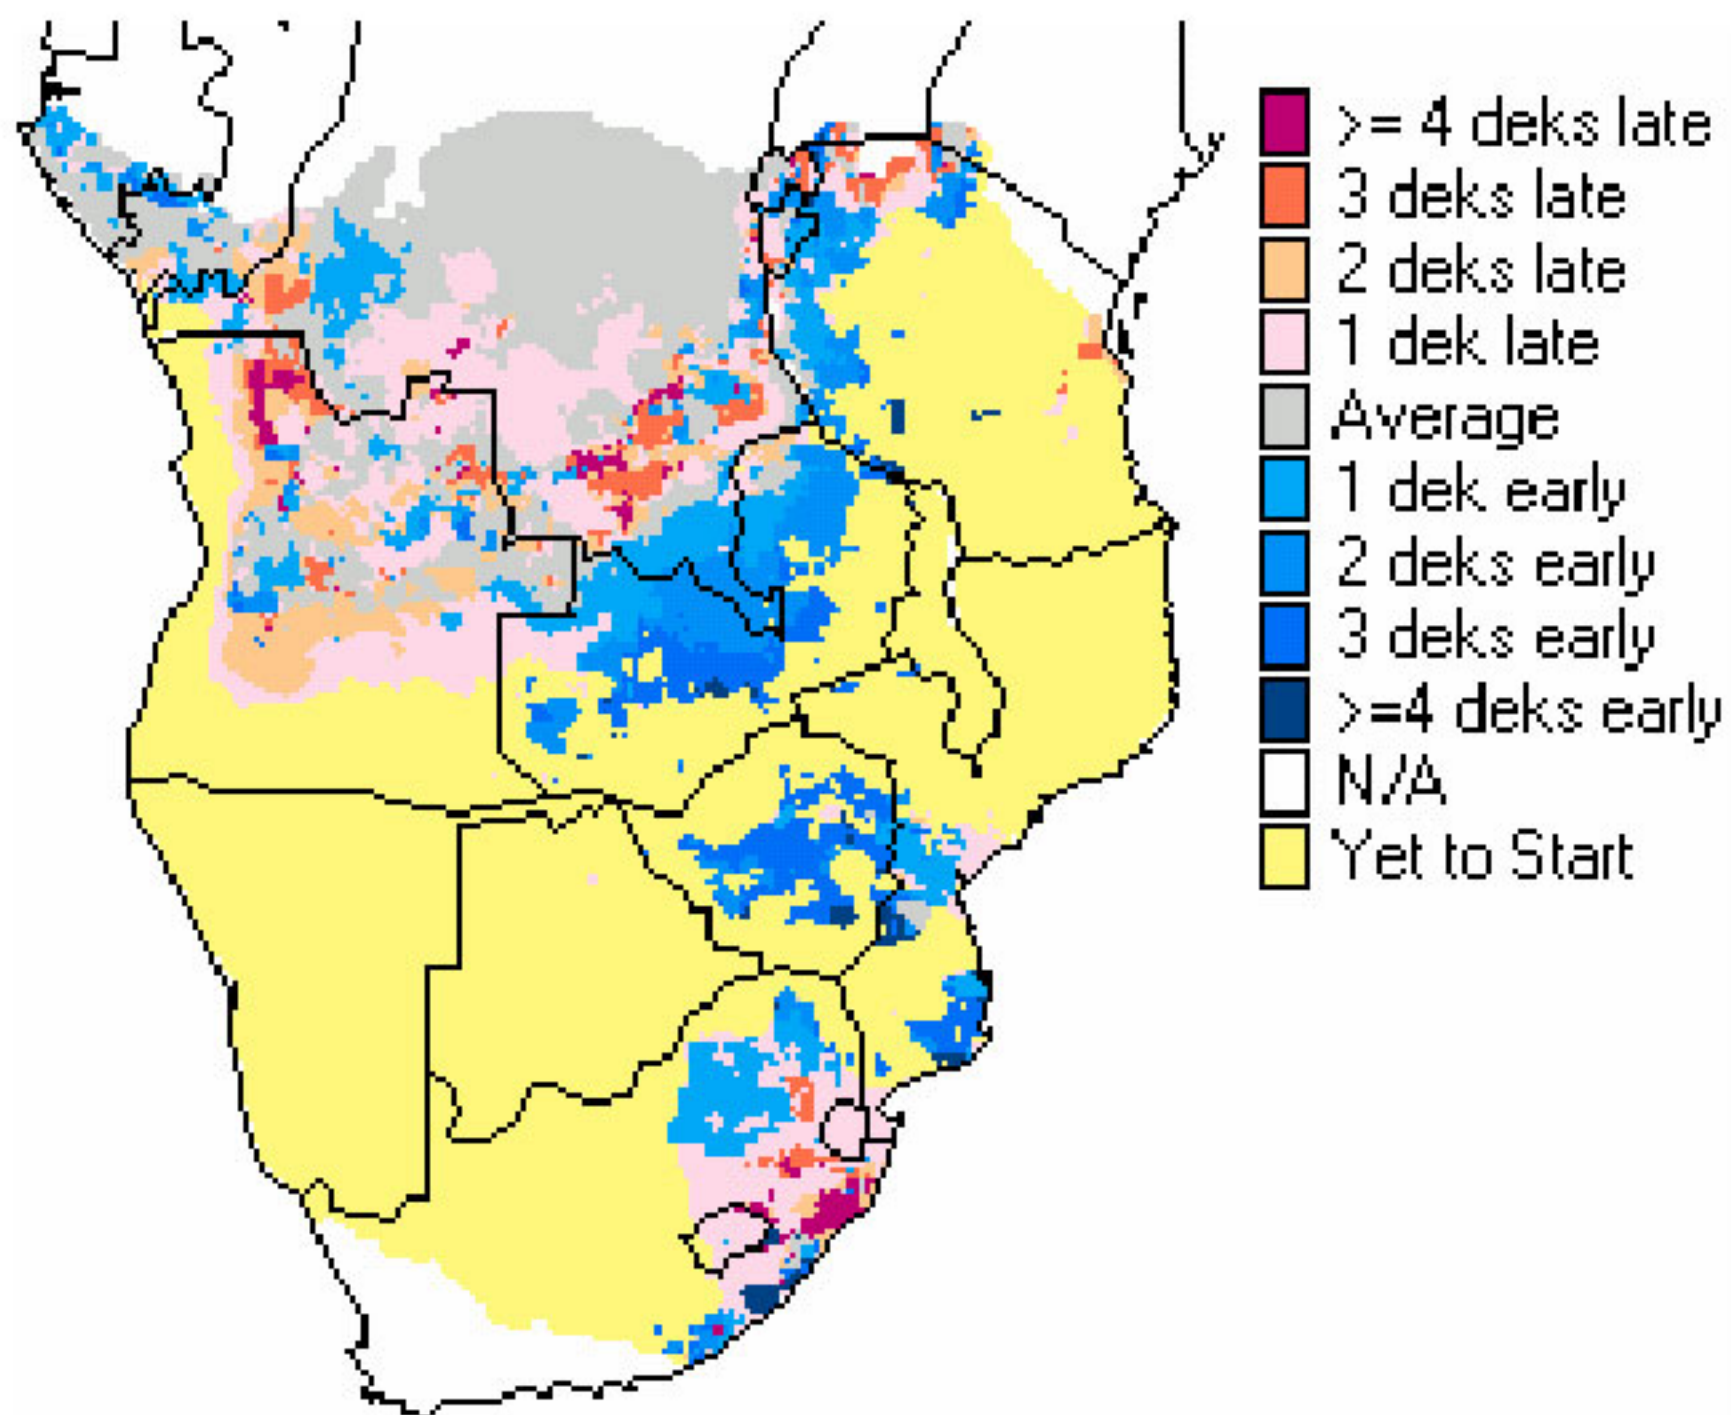 >= 4 deks late
3 deks late
2 deks late
1 dek late
Average
1 dek early
2 deks early
3 deks early
>=4 deks early
N/A
Yet to Start